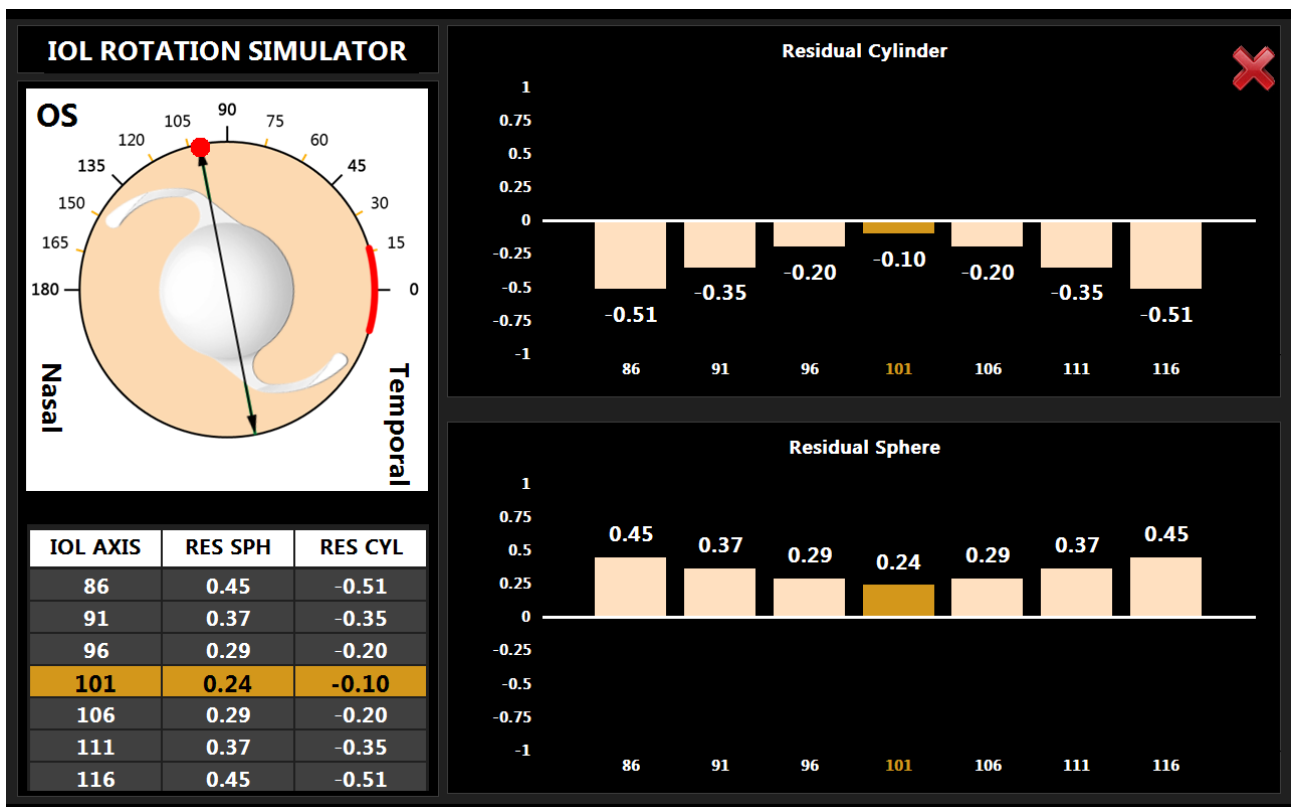 IOL ROTATION SIMULATOR
OS
90
105
75
120
60
135
45
150
30
165
15
180
0
Nasal
Temporal
IOL AXIS RES SPH RES CYL
86 0.45 -0.51
91 0.37 -0.35
96 0.29 -0.20
101 0.24 -0.10
106 0.29 -0.20
111 0.37 -0.35
116 0.45 -0.51
Residual Cylinder
1
0.75
0.5
0.25
0
-0.25
-0.5
-0.75
-1
-0.51 -0.35 -0.20 -0.10 -0.20 -0.35 -0.51
86 91 96 101 106 111 116
Residual Sphere
1
0.75
0.5
0.25
0
-0.25
-0.5
-0.75
-1
0.45 0.37 0.29 0.24 0.29 0.37 0.45
86 91 96 101 106 111 116